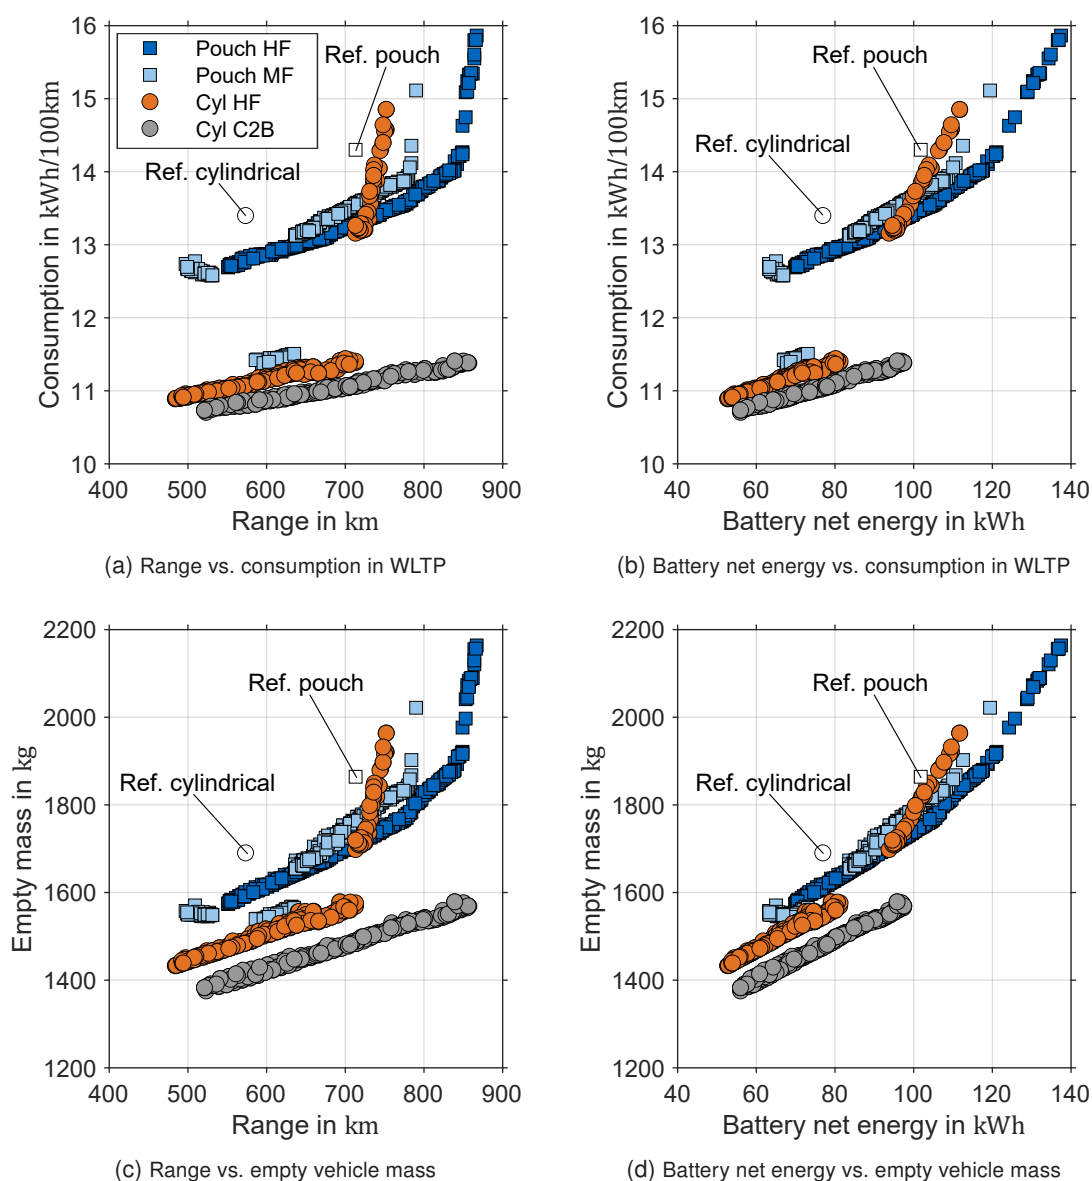 16
15
14
13
12
11
10
Consumption in kWh/100km
Pouch HF
Pouch MF
Cyl HF
Cyl C2B
Ref. pouch
Ref. cylindrical
400 500 600 700 800 900
Range in km
(a) Range vs. consumption in WLTP
16
15
14
13
12
11
10
Consumption in kWh/100km
Ref. pouch
Ref. cylindrical
40 60 80 100 120 140
Battery net energy in kWh
(b) Battery net energy vs. consumption in WLTP
2200
2000
1800
1600
1400
1200
Empty mass in kg
Ref. pouch
Ref. cylindrical
400 500 600 700 800 900
Range in km
(c) Range vs. empty vehicle mass
2200
2000
1800
1600
1400
1200
Empty mass in kg
Ref. pouch
Ref. cylindrical
40 60 80 100 120 140
Battery net energy in kWh
(d) Battery net energy vs. empty vehicle mass